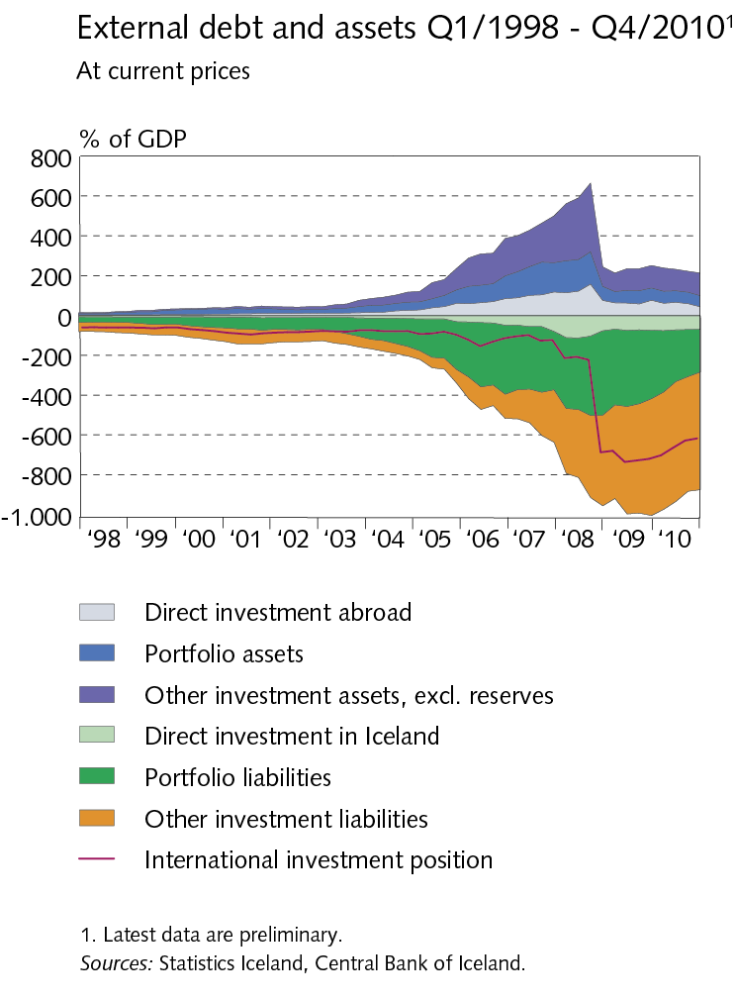 External debt and assets Q1/1998 - Q4/2010¹
At current prices
% of GDP
800
600
400
200
0
-200
-400
-600
-800
-1.000
‘98 ‘99 ‘00 ‘01 ‘02 ‘03 ‘04 ‘05 ‘06 ‘07 ‘08 ‘09 ‘10
Direct investment abroad
Portfolio assets
Other investment assets, excl. reserves
Direct investment in Iceland
Portfolio liabilities
Other investment liabilities
International investment position
1. Latest data are preliminary.
Sources: Statistics Iceland, Central Bank of Iceland.